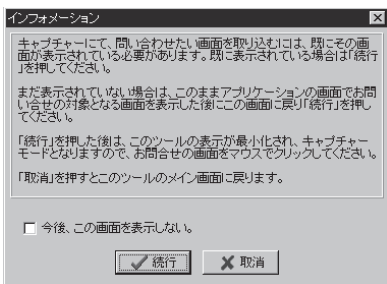 インフォメーション
キャプチャーにて、問い合わせたい画面を取り込むには、既にその画
面が表示されている必要があります。既に表示されている場合は「続行
」を押してください。
まだ表示されていない場合は、このままアプリケーションの画面でお問
い合せの対象となる画面を表示した後にこの画面に戻り「続行」を押し
てください。
「続行」を押した後は、このツールの表示が最小化され、キャプチャー
モードとなりますので、お問合せの画面をマウスでクリックしてください。
「取消」を押すとこのツールのメイン画面に戻ります。
今後、この画面を表示しない。
続行
取消